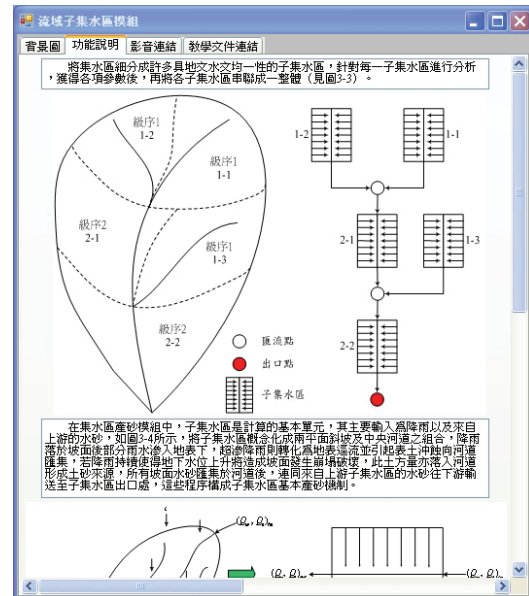 流域子集水區模組
背景圖 功能說明 影音連結 教學文件連結
將集水區細分成許多具地文水文均一性的子集水區，針對每一子集水區進行分析
，獲得各項參數後，再將各子集水區串聯成一整體（見圖3-3）。
級序1
1-2
級序1
1-1
級序2
2-1
級序1
1-3
級序2
2-2
1-2
1-1
2-1
1-3
2-2
匯流點
出口點
子集水區
在集水區產砂模組中，子集水區是計算的基本單元，其主要輸入為降雨以及來自
上游的水砂，如圖3-4所示，將子集水區概念化成兩平面斜坡及中央河道之組合，降雨
落於坡面後部分雨水滲入地表下，超滲降雨則轉化為地表逕流並引起表土沖蝕向河道
匯集，若降雨持續使得地下水位上升將造成坡面發生崩塌破壞，此土方量亦落入河道
形成土砂來源，所有坡面水砂匯集於河道後，連同來自上游子集水區的水砂往下游輸
送至子集水區出口處，這些程序構成子集水區基本產砂機制。